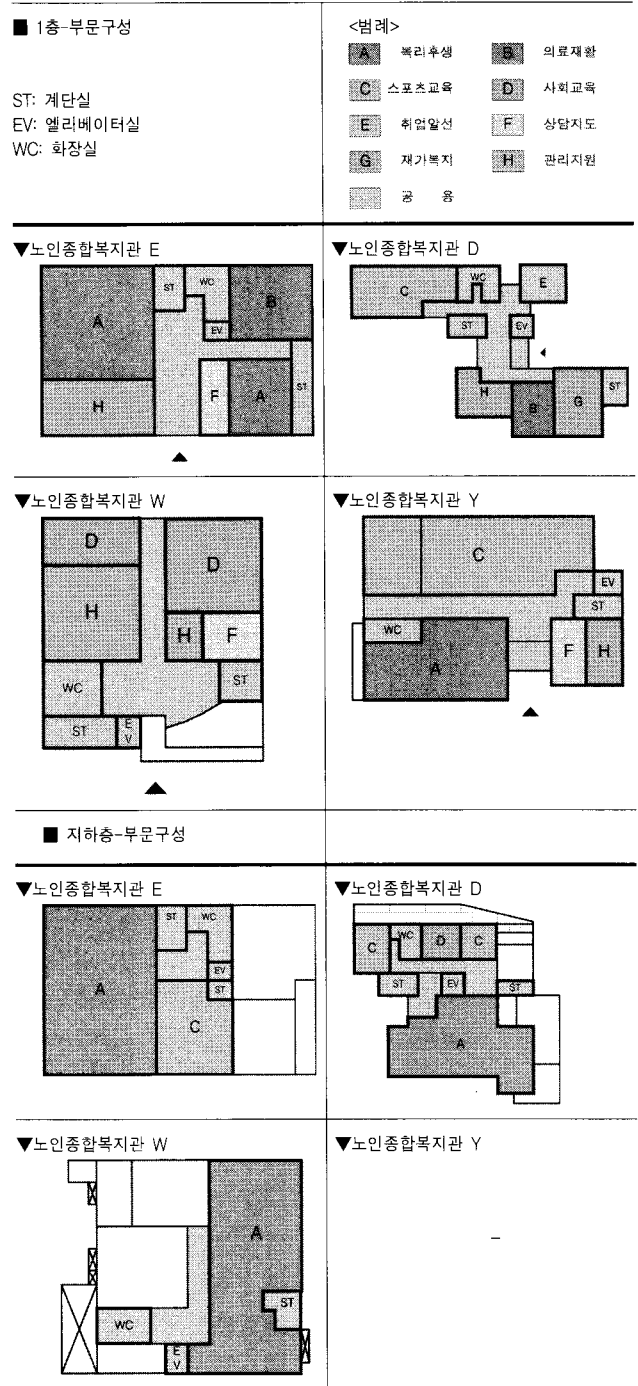 ■ 1층-부문구성
ST: 계단실
EV: 엘리베이터실
WC: 화장실
<범례>
A 복리후생 B 의료재활
C 스포츠교육 D 사회교육
E 취업알선 F 상담지도
G 재가복지 H 관리지원
공 용
▼노인종합복지관 E
ST WC B
A
EV
H F A ST
▼노인종합복지관 D
C WC E
ST EV
H B G ST
▼노인종합복지관 W
D D
H H F
WC ST
ST EV
▼노인종합복지관 Y
C
EV
ST
WC
A F H
■ 지하층-부문구성
▼노인종합복지관 E
ST WC
A EV
ST
C
▼노인종합복지관 D
C WC D C
ST EV ST
A
▼노인종합복지관 W
A
ST
WC
EV
▼노인종합복지관 Y
–